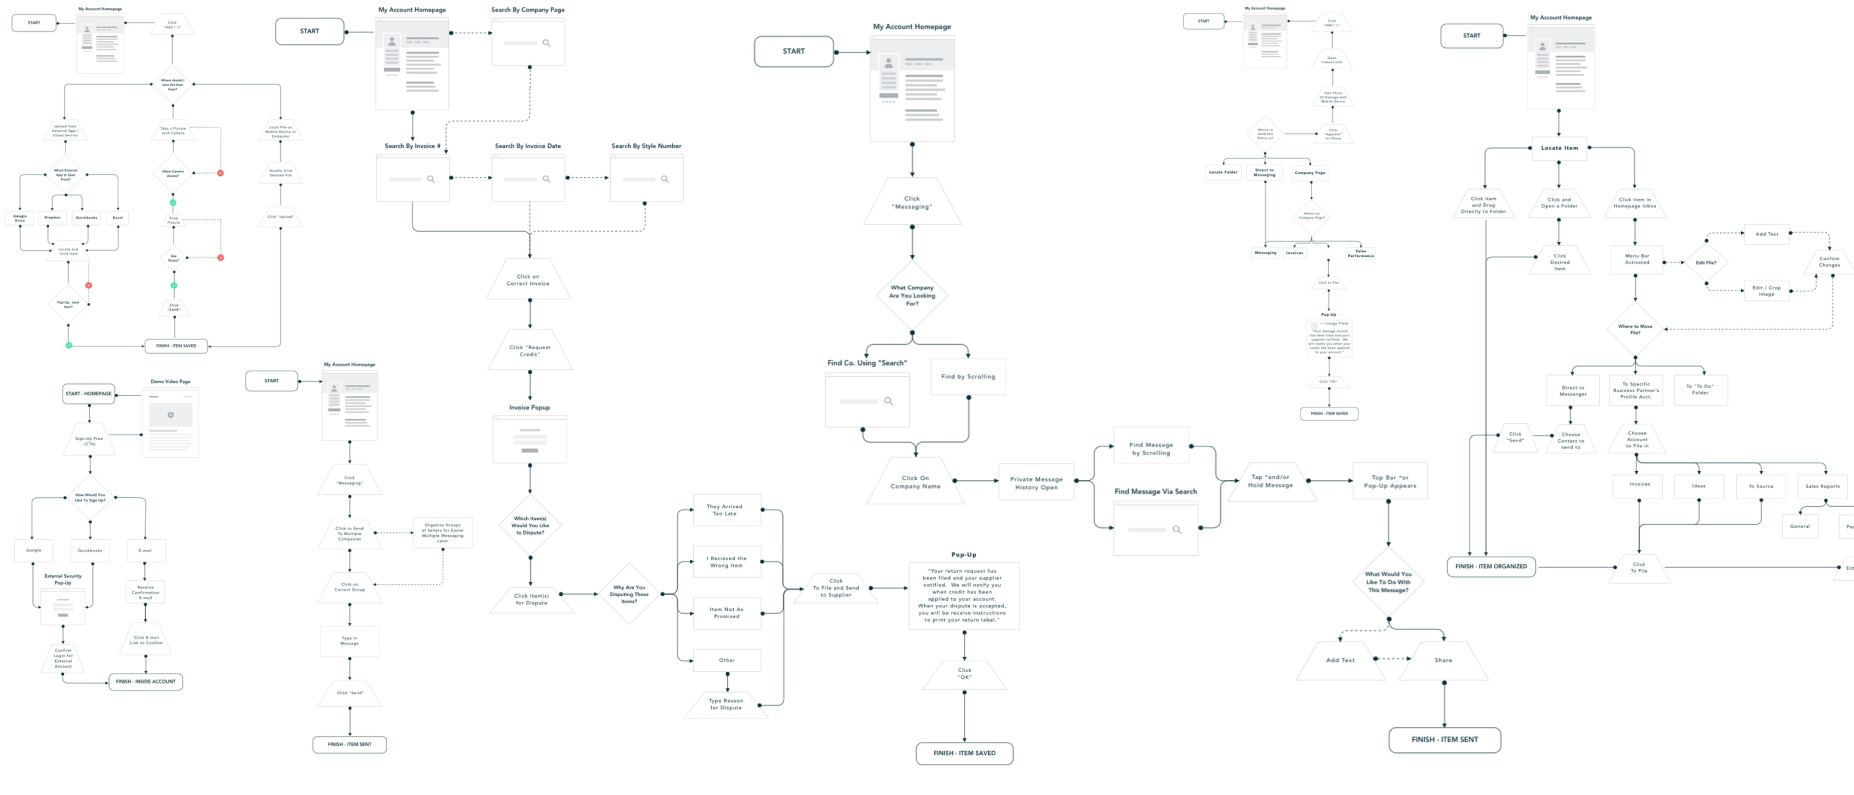 My Account Homepage
START
Click
"Add / +"
Where should I
save this Item
from?
Upload Item
External App /
Cloud Service
Take a Picture
with Camera
Local File on
Mobile Device or
Computer
Which External
App to Save
From?
Allow Camera
Access?
Double Click
Desired File
Google
Drive
Dropbox
Quickbooks
Excel
Snap
Picture
Click "Upload"
Locate and
Click Item
Use
Photo?
Pop-Up, Save
Item?
Click
"SAVE"
FINISH - ITEM SAVED
My Account Homepage
Search By Company Page
START
Search By Invoice #
Search By Invoice Date
Search By Style Number
Click on
Correct Invoice
Click "Request
Credit"
Invoice Popup
Which Item(s)
Would You Like
to Dispute?
Click Item(s)
for Dispute
Why Are You
Disputing These
Items?
They Arrived
Too Late
I Recieved the
Wrong Item
Item Not As
Promised
Other
Type Reason
for Dispute
Click
To File and Send
to Supplier
Pop-Up
"Your return request has
been filed and your supplier
notified. We will notify you
when credit has been
applied to your account.
When your dispute is accepted,
you will be receive instructions
to print your return label."
Click
"OK"
FINISH - ITEM SAVED
My Account Homepage
START
Click
"Messaging"
What Company
Are You Looking
For?
Find Co. Using "Search"
Find by Scrolling
Click On
Company Name
Private Message
History Open
Find Message
by Scrolling
Find Message Via Search
Tap *and/or
Hold Message
Top Bar *or
Pop-Up Appears
What Would You
Like To Do With
This Message?
Add Text
Share
FINISH - ITEM SENT
My Account Homepage
START
Click
"Add / +"
Open
Camera Icon
Take Photo
Of Damage with
Mobile Device
Click
"Approve"
for Photo
Where to
Send this
Photo to?
Locate Folder
Direct to
Messaging
Company Page
Where on
Company Page?
Messaging
Invoices
Sales
Performance
Click to File
Pop-Up
"Your damage record
has been filed and your
supplier notified. We
will notify you when your
credit has been applied
to your account."
Click "OK"
FINISH - ITEM SAVED
My Account Homepage
START
Locate Item
Click Item
and Drag
Directly to Folder
Click and
Open a Folder
Click Item in
Homepage Inbox
Click
Desired
Item
Menu Bar
Activated
Edit File?
Add Text
Edit / Crop
Image
Confirm
Changes
Where to Move
File?
Direct to
Messenger
To Specific
Business Partner's
Profile Acct.
To "To Do"
Folder
Click
"Send"
Choose
Contact to
send to
Choose
Account
to File in
Invoices
Ideas
To Source
Sales Reports
General
FINISH - ITEM ORGANIZED
Click
To File
Demo Video Page
START - HOMEPAGE
Sign-Up Free
(CTA)
How Would You
Like To Sign Up?
Google
Quickbooks
E-mail
External Security
Pop-Up
Receive
Confirmation
E-mail
Click E-mail
Link to Confirm
Confirm
Login for
External
Account
FINISH - INSIDE ACCOUNT
My Account Homepage
START
Click
"Messaging"
Click to Send
To Multiple
Companies
Organize Groups
of Sellers for Easier
Multiple Messaging
Later
Click on
Correct Group
Type in
Message
Click "Send"
FINISH - ITEM SENT